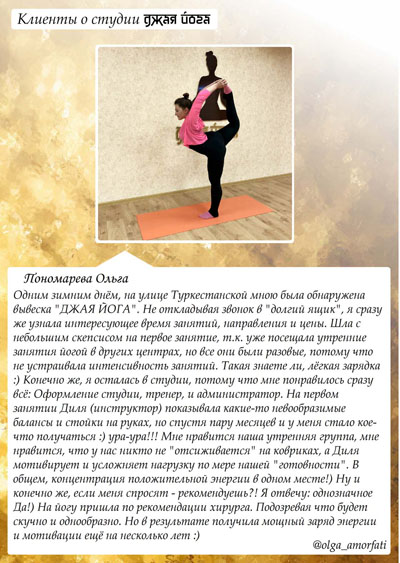 Клиенты о студии ДЖАЯ ЙОГА
Пономарева Ольга
Одним зимним днём, на улице Туркестанской мною была обнаружена
вывеска "ДЖАЯ ЙОГА". Не откладывая звонок в "долгий ящик", я сразу
же узнала интересующее время занятий, направления и цены. Шла с
небольшим скепсисом на первое занятие, т.к. уже посещала утренние
занятия йогой в других центрах, но все они были разовые, потому что
не устраивала интенсивность занятий. Такая знаете ли, лёгкая зарядка
:) Конечно же, я осталась в студии, потому что мне понравилось сразу
всё: Оформление студии, тренер, и администратор. На первом
занятии Диля (инструктор) показывала какие-то невообразимые
балансы и стойки на руках, но спустя пару месяцев и у меня стало кое-
что получаться :) ура-ура!!! Мне нравится наша утренняя группа, мне
нравится, что у нас никто не "отсиживается" на ковриках, а Диля
мотивирует и усложняет нагрузку по мере нашей "готовности". В
общем, концентрация положительной энергии в одном месте!) Ну и
конечно же, если меня спросят - рекомендуешь?! Я отвечу: однозначное
Да!) На йогу пришла по рекомендации хирурга. Подозревая что будет
скучно и однообразно. Но в результате получила мощный заряд энергии
и мотивации ещё на несколько лет :)
@olga_amorfati